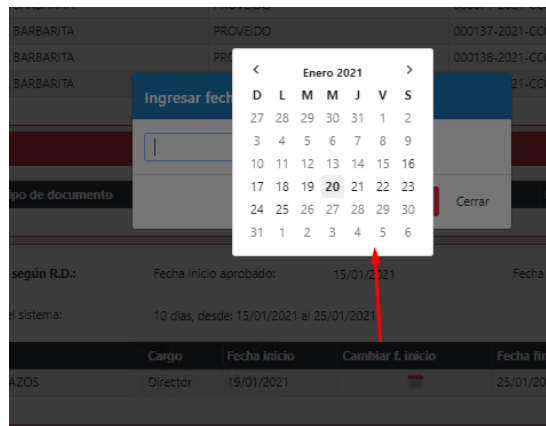 BARBARITA PROVEIDO 000137-2021-CC
BARBARITA 000138-2021-CC
BARBARITA
Ingresar fech
Enero 2021
D L M M J V S
27 28 29 30 31 1 2
3 4 5 6 7 8 9
10 11 12 13 14 15 16
17 18 19 20 21 22 23
24 25 26 27 28 29 30
31 1 2 3 4 5 6
ipo de documento
Cerrar
según R.D.: Fecha inicio aprobado: 15/01/2021 Fecha
el sistema: 10 días, desde: 15/01/2021 al 25/01/2021
Cargo Fecha inicio Cambiar f. inicio Fecha fin
AZOS Director 19/01/2021 25/01/20